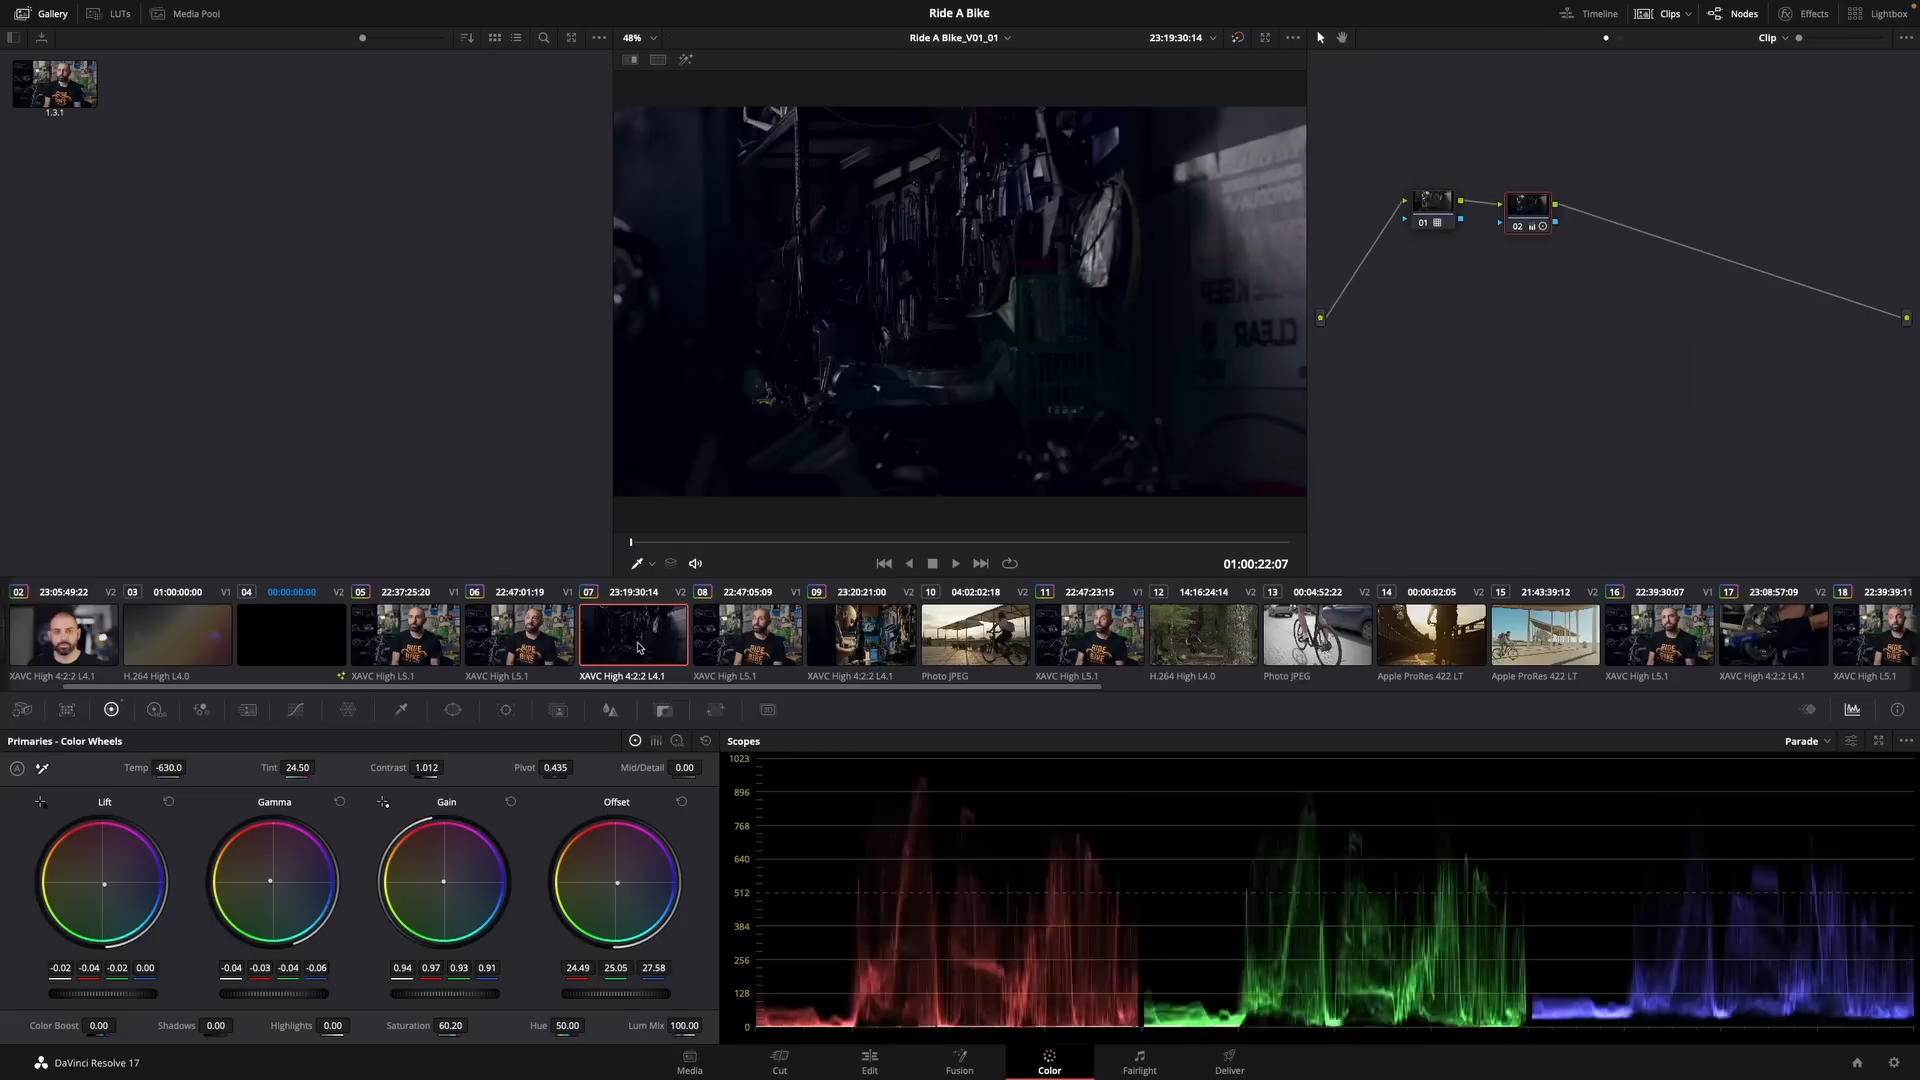 Gallery LUTs Media Pool Ride A Bike Timeline Clips Nodes Effects Lightbox
48% Ride A Bike_V01_01 23:19:30:14 Clip
1.3.1
KEEP
CLEAR
01 02
01:00:22:07
02 23:05:49:22 V2 03 01:00:00:00 V1 04 00:00:00:00 V2 05 22:37:25:20 V1 06 22:47:01:19 V1 07 23:19:30:14 V2 08 22:47:05:09 V1 09 23:20:21:00 V2 10 04:02:02:18 V2 11 22:47:23:15 V1 12 14:16:24:14 V2 13 00:04:52:22 V2 14 00:00:02:05 V2 15 21:43:39:12 V2 16 22:39:30:07 V1 17 23:08:57:09 V2 18 22:39:39:11
RIDE
XAVC High 4:2:2 L4.1 H.264 High L4.0 XAVC High L5.1 XAVC High L5.1 XAVC High 4:2:2 L4.1 XAVC High L5.1 XAVC High 4:2:2 L4.1 Photo JPEG XAVC High L5.1 H.264 High L4.0 Photo JPEG Apple ProRes 422 LT Apple ProRes 422 LT XAVC High L5.1 XAVC High 4:2:2 L4.1 XAVC High L5.1
HDR 3D
Primaries - Color Wheels Scopes Parade
A Temp -630.0 Tint 24.50 Contrast 1.012 Pivot 0.435 Mid/Detail 0.00
Lift Gamma Gain Offset
-0.02 -0.04 -0.02 0.00 -0.04 -0.03 -0.04 -0.06 0.94 0.97 0.93 0.91 24.49 25.05 27.58
Color Boost 0.00 Shadows 0.00 Highlights 0.00 Saturation 60.20 Hue 50.00 Lum Mix 100.00
1023
896
768
640
512
384
256
128
0
DaVinci Resolve 17 Media Cut Edit Fusion Color Fairlight Deliver